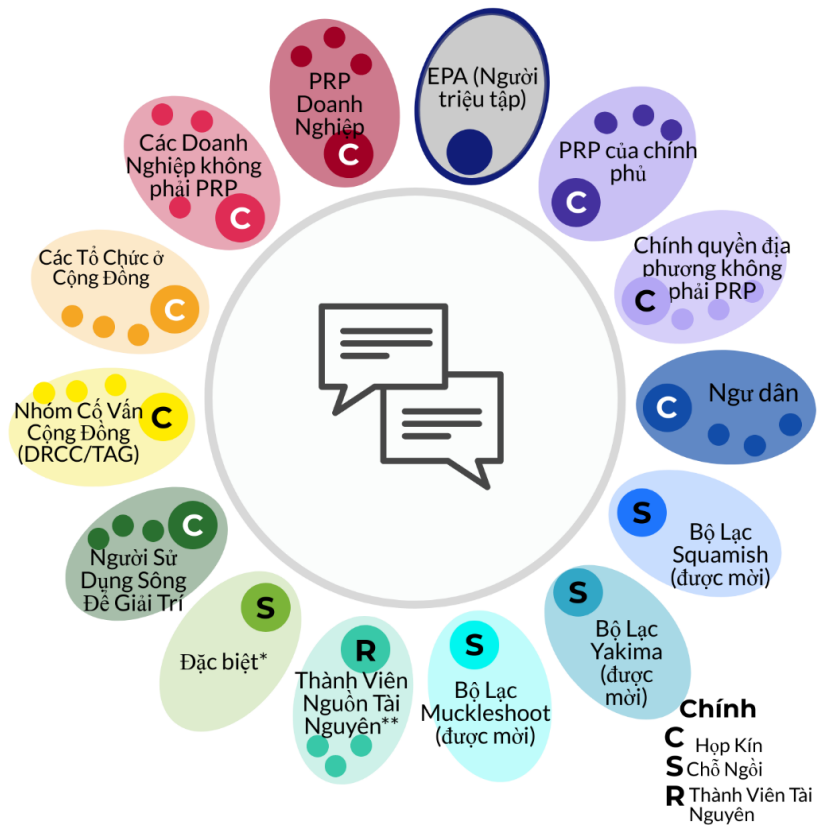 EPA (Người
triệu tập)
C
PRP của chính
phủ
C
Chính quyền địa
phương không
phải PRP
C
Ngư dân
C
S
Bộ Lạc
Squamish
(được mời)
S
Bộ Lạc
Yakima
(được
mời)
S
Bộ Lạc
Muckleshoot
(được mời)
R
Thành Viên
Nguồn Tài
Nguyên**
S
Đặc biệt*
C
Người Sử
Dụng Sông
Để Giải Trí
Nhóm Cố Vấn
Cộng Đồng
(DRCC/TAG)
C
Các Tổ Chức ở
Cộng Đồng
C
Các Doanh
Nghiệp không
phải PRP
C
PRP
Doanh
Nghiệp
Chính
C Họp Kín
S Chỗ Ngồi
R Thành Viên Tài
Nguyên